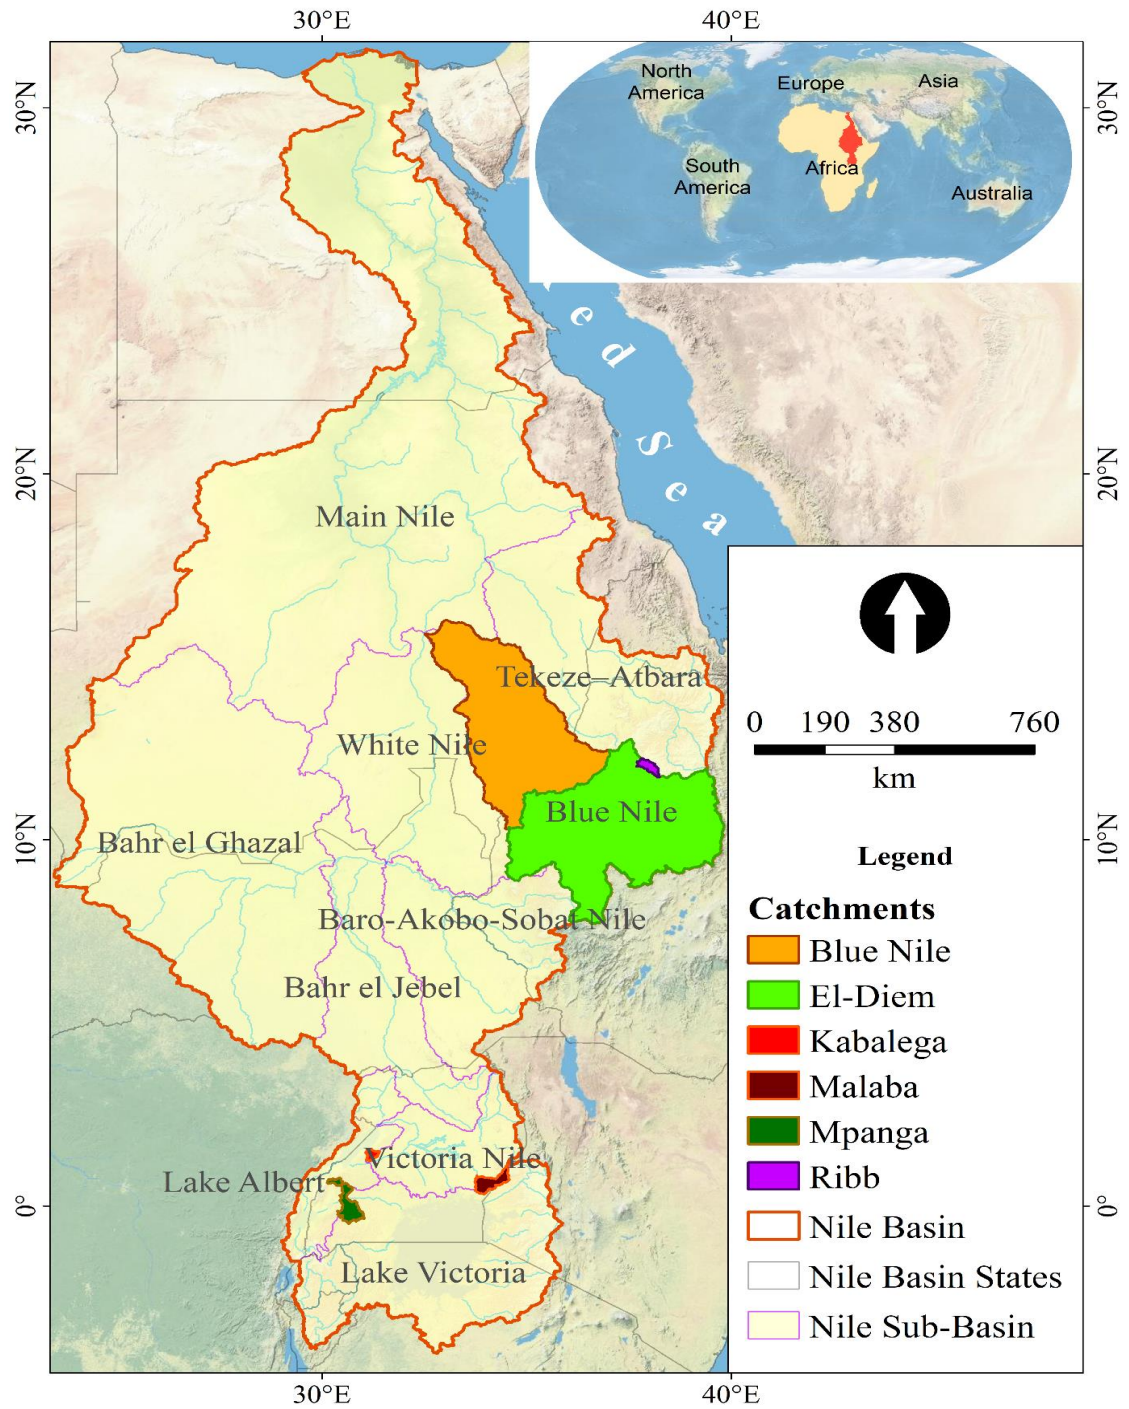 30°E
40°E
30°N
30°N
North
America
Europe
Asia
South
America
Africa
Australia
ed Sea
20°N
20°N
Main Nile
Tekeze–Atbara
White Nile
Blue Nile
10°N
10°N
Bahr el Ghazal
Baro-Akobo-Sobat Nile
Bahr el Jebel
Victoria Nile
Lake Albert
0°
0°
Lake Victoria
0 190 380 760
km
Legend
Catchments
Blue Nile
El-Diem
Kabalega
Malaba
Mpanga
Ribb
Nile Basin
Nile Basin States
Nile Sub-Basin
30°E
40°E